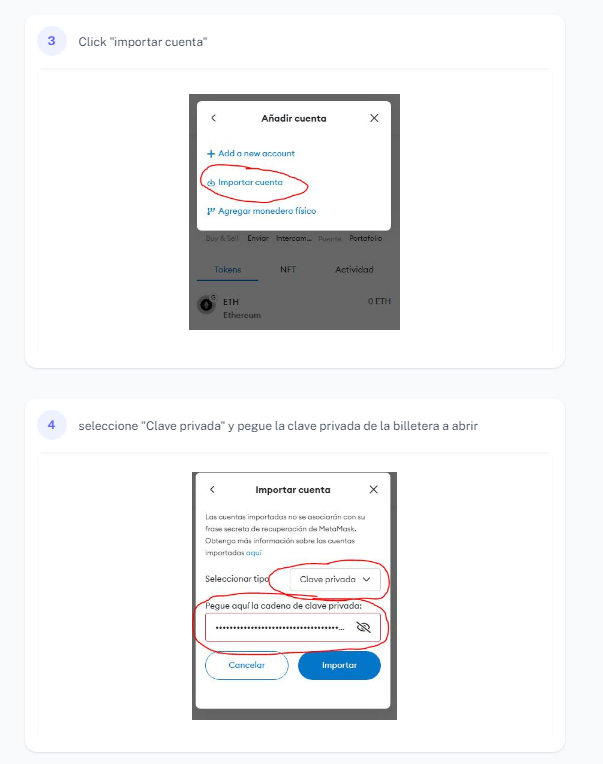 3 Click "importar cuenta"
Añadir cuenta
Add a new account
Importar cuenta
Agregar monedero físico
Buy & Sell Enviar Intercam... Puente Portafolio
Tokens NFT Actividad
ETH 0 ETH
Ethereum
4 seleccione "Clave privada" y pegue la clave privada de la billetera a abrir
Importar cuenta
Las cuentas importadas no se asociarán con su
frase secreta de recuperación de MetaMask.
Obtenga más información sobre las cuentas
importadas aquí
Seleccionar tipo Clave privada
Pegue aquí la cadena de clave privada:
Cancelar Importar